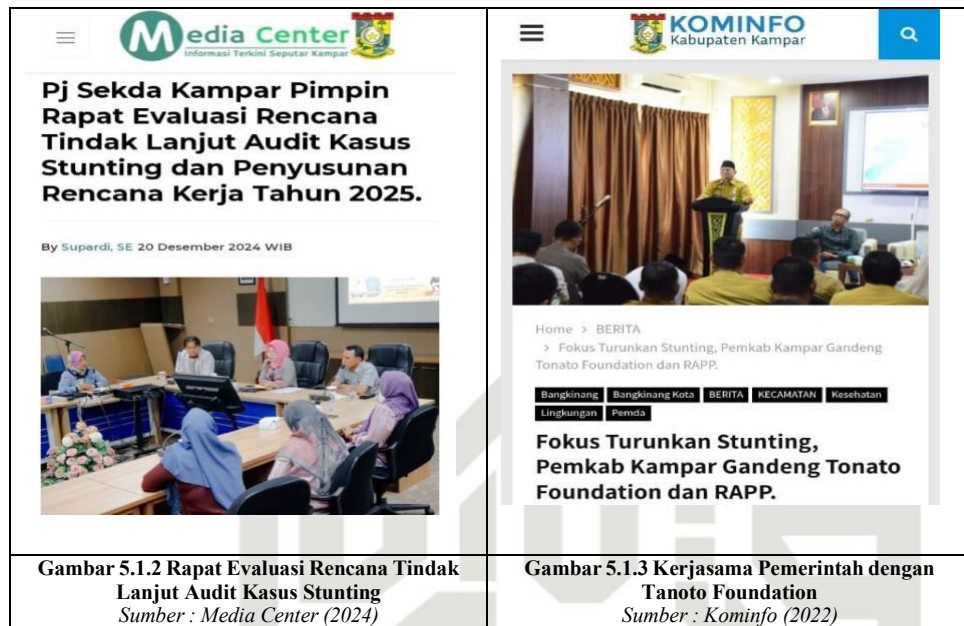 Media Center
Informasi Terkini Seputar Kampar
Pj Sekda Kampar Pimpin
Rapat Evaluasi Rencana
Tindak Lanjut Audit Kasus
Stunting dan Penyusunan
Rencana Kerja Tahun 2025.
By Supardi, SE 20 Desember 2024 WIB
Gambar 5.1.2 Rapat Evaluasi Rencana Tindak
Lanjut Audit Kasus Stunting
Sumber : Media Center (2024)
KOMINFO
Kabupaten Kampar
Home > BERITA
> Fokus Turunkan Stunting, Pemkab Kampar Gandeng
Tonato Foundation dan RAPP.
Bangkinang Bangkinang Kota BERITA KECAMATAN Kesehatan
Lingkungan Pemda
Fokus Turunkan Stunting,
Pemkab Kampar Gandeng Tonato
Foundation dan RAPP.
Gambar 5.1.3 Kerjasama Pemerintah dengan
Tanoto Foundation
Sumber : Kominfo (2022)